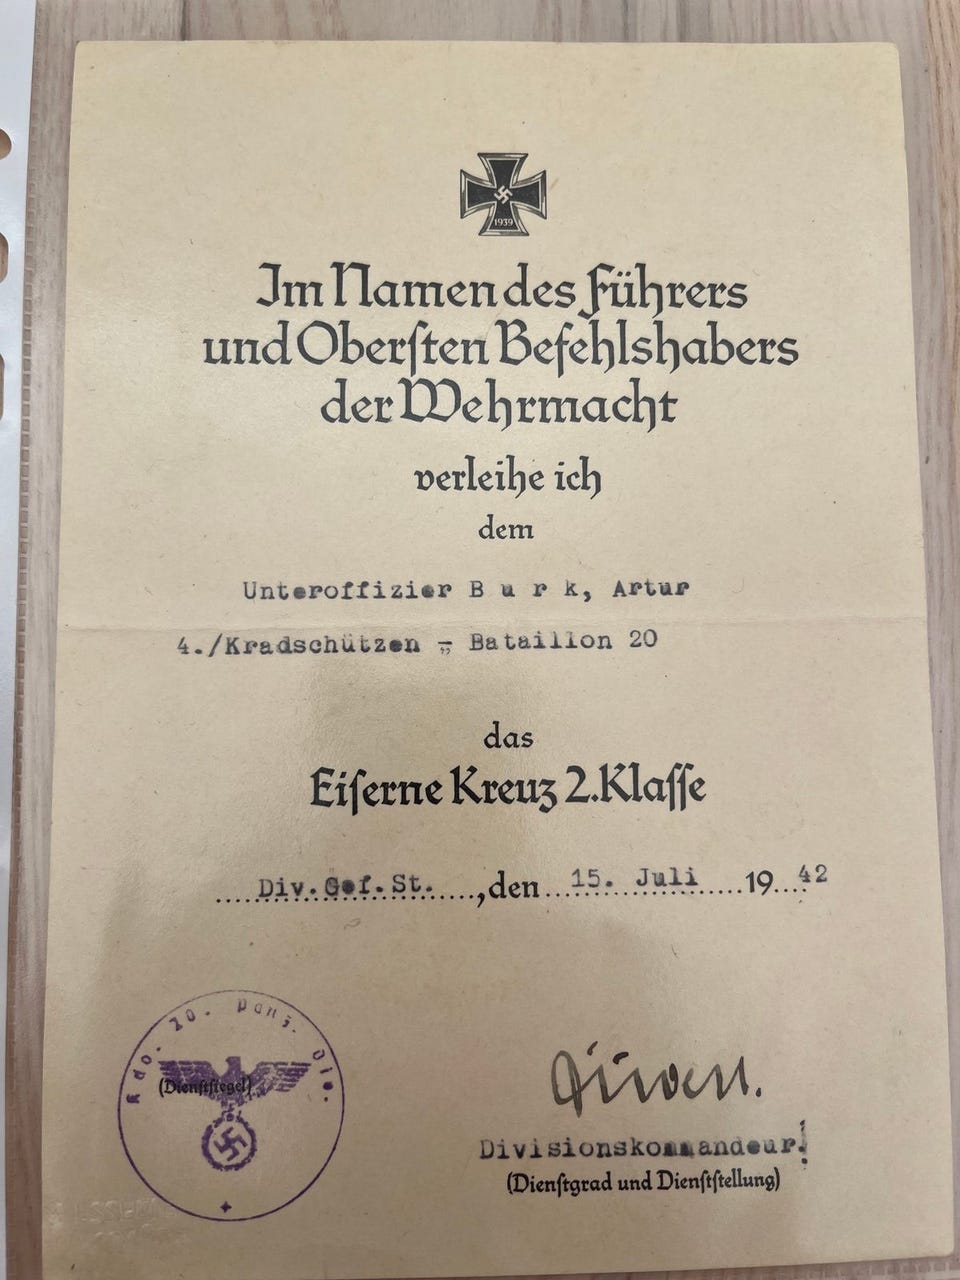 1939
Im Namen des Führers
und Oberſten Befehlshabers
der Wehrmacht
verleihe ich
dem
Unteroffizier B u r k, Artur
4./Kradschützen - Bataillon 20
das
Eiſerne Kreuz 2.Klaſſe
Div.Gef.St. , den 15. Juli 19 42
Kdo. 20. Panz. Div.
(Dienſtſiegel)
Divisionskommandeur.
(Dienſtgrad und Dienſtſtellung)